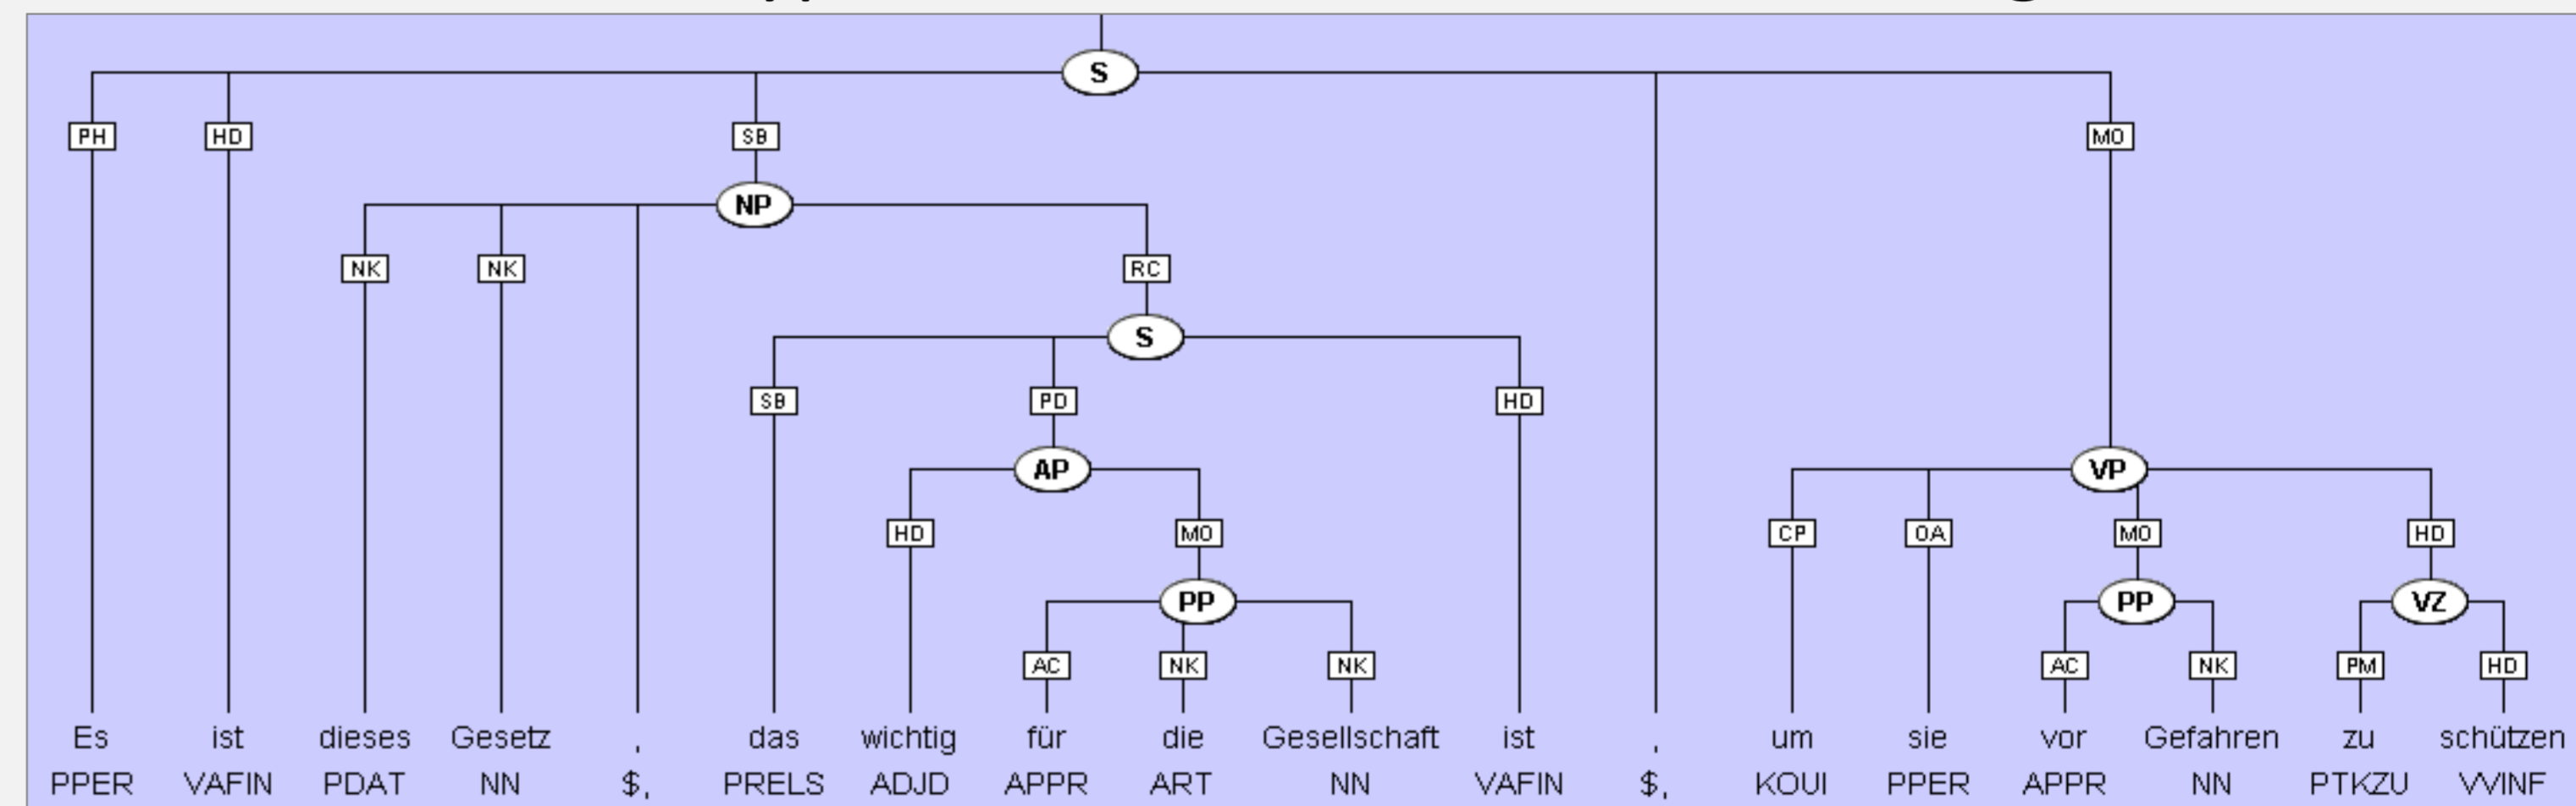 S
PH HD SB MO
NP
NK NK RC
S
SB PD HD
AP VP
HD MO CP OA MO HD
PP PP VZ
AC NK NK AC NK PM HD
Es ist dieses Gesetz , das wichtig für die Gesellschaft ist , um sie vor Gefahren zu schützen
PPER VAFIN PDAT NN $, PRELS ADJD APPR ART NN VAFIN $, KOUI PPER APPR NN PTKZU VVINF